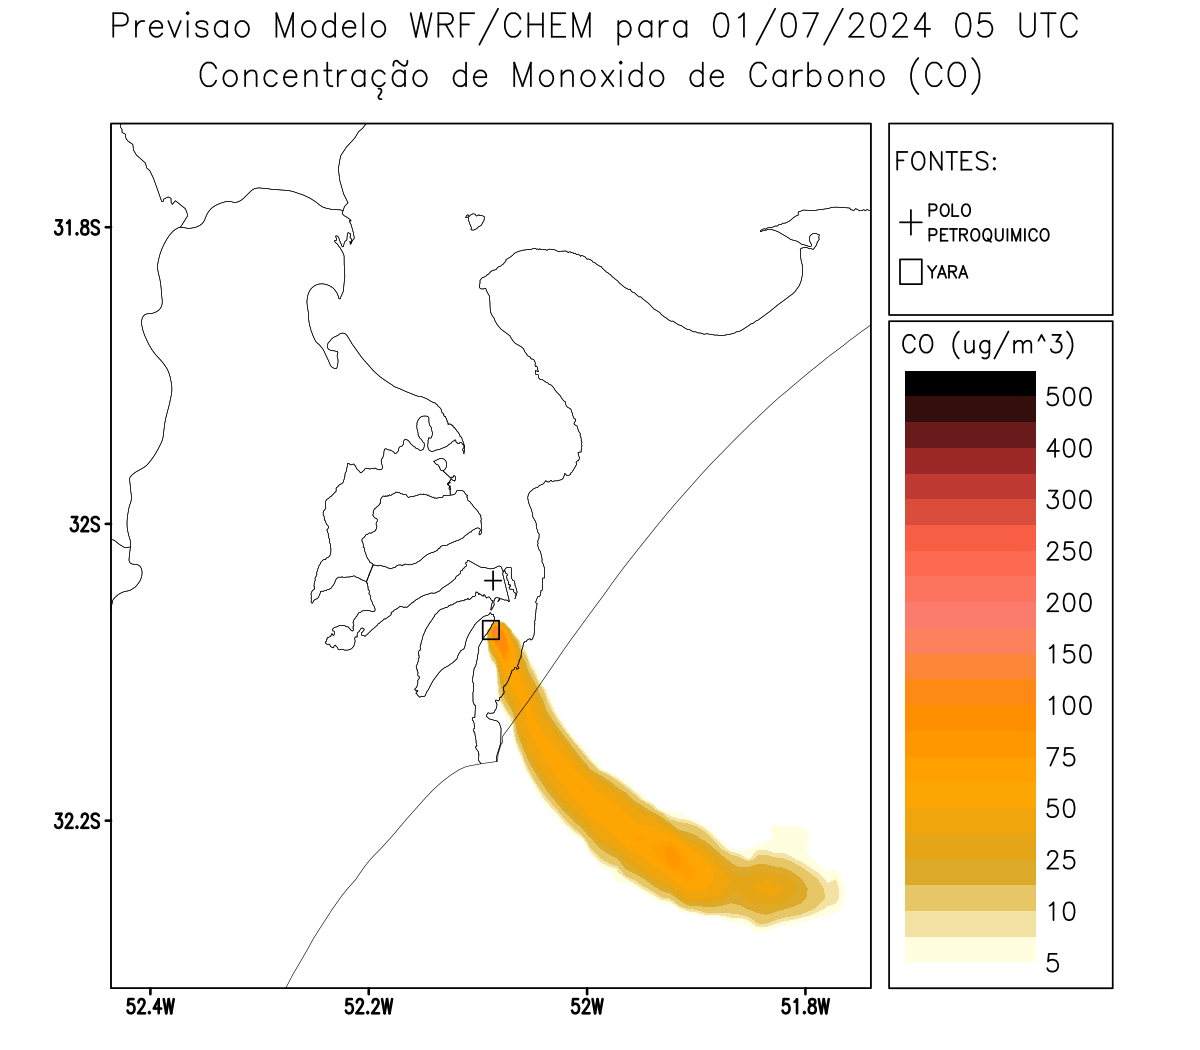 Previsao Modelo WRF/CHEM para 01/07/2024 05 UTC
Concentração de Monoxido de Carbono (CO)
FONTES:
POLO
PETROQUIMICO
YARA
CO (ug/m^3)
500
400
300
250
200
150
100
75
50
25
10
5
31.8S
32S
32.2S
52.4W
52.2W
52W
51.8W